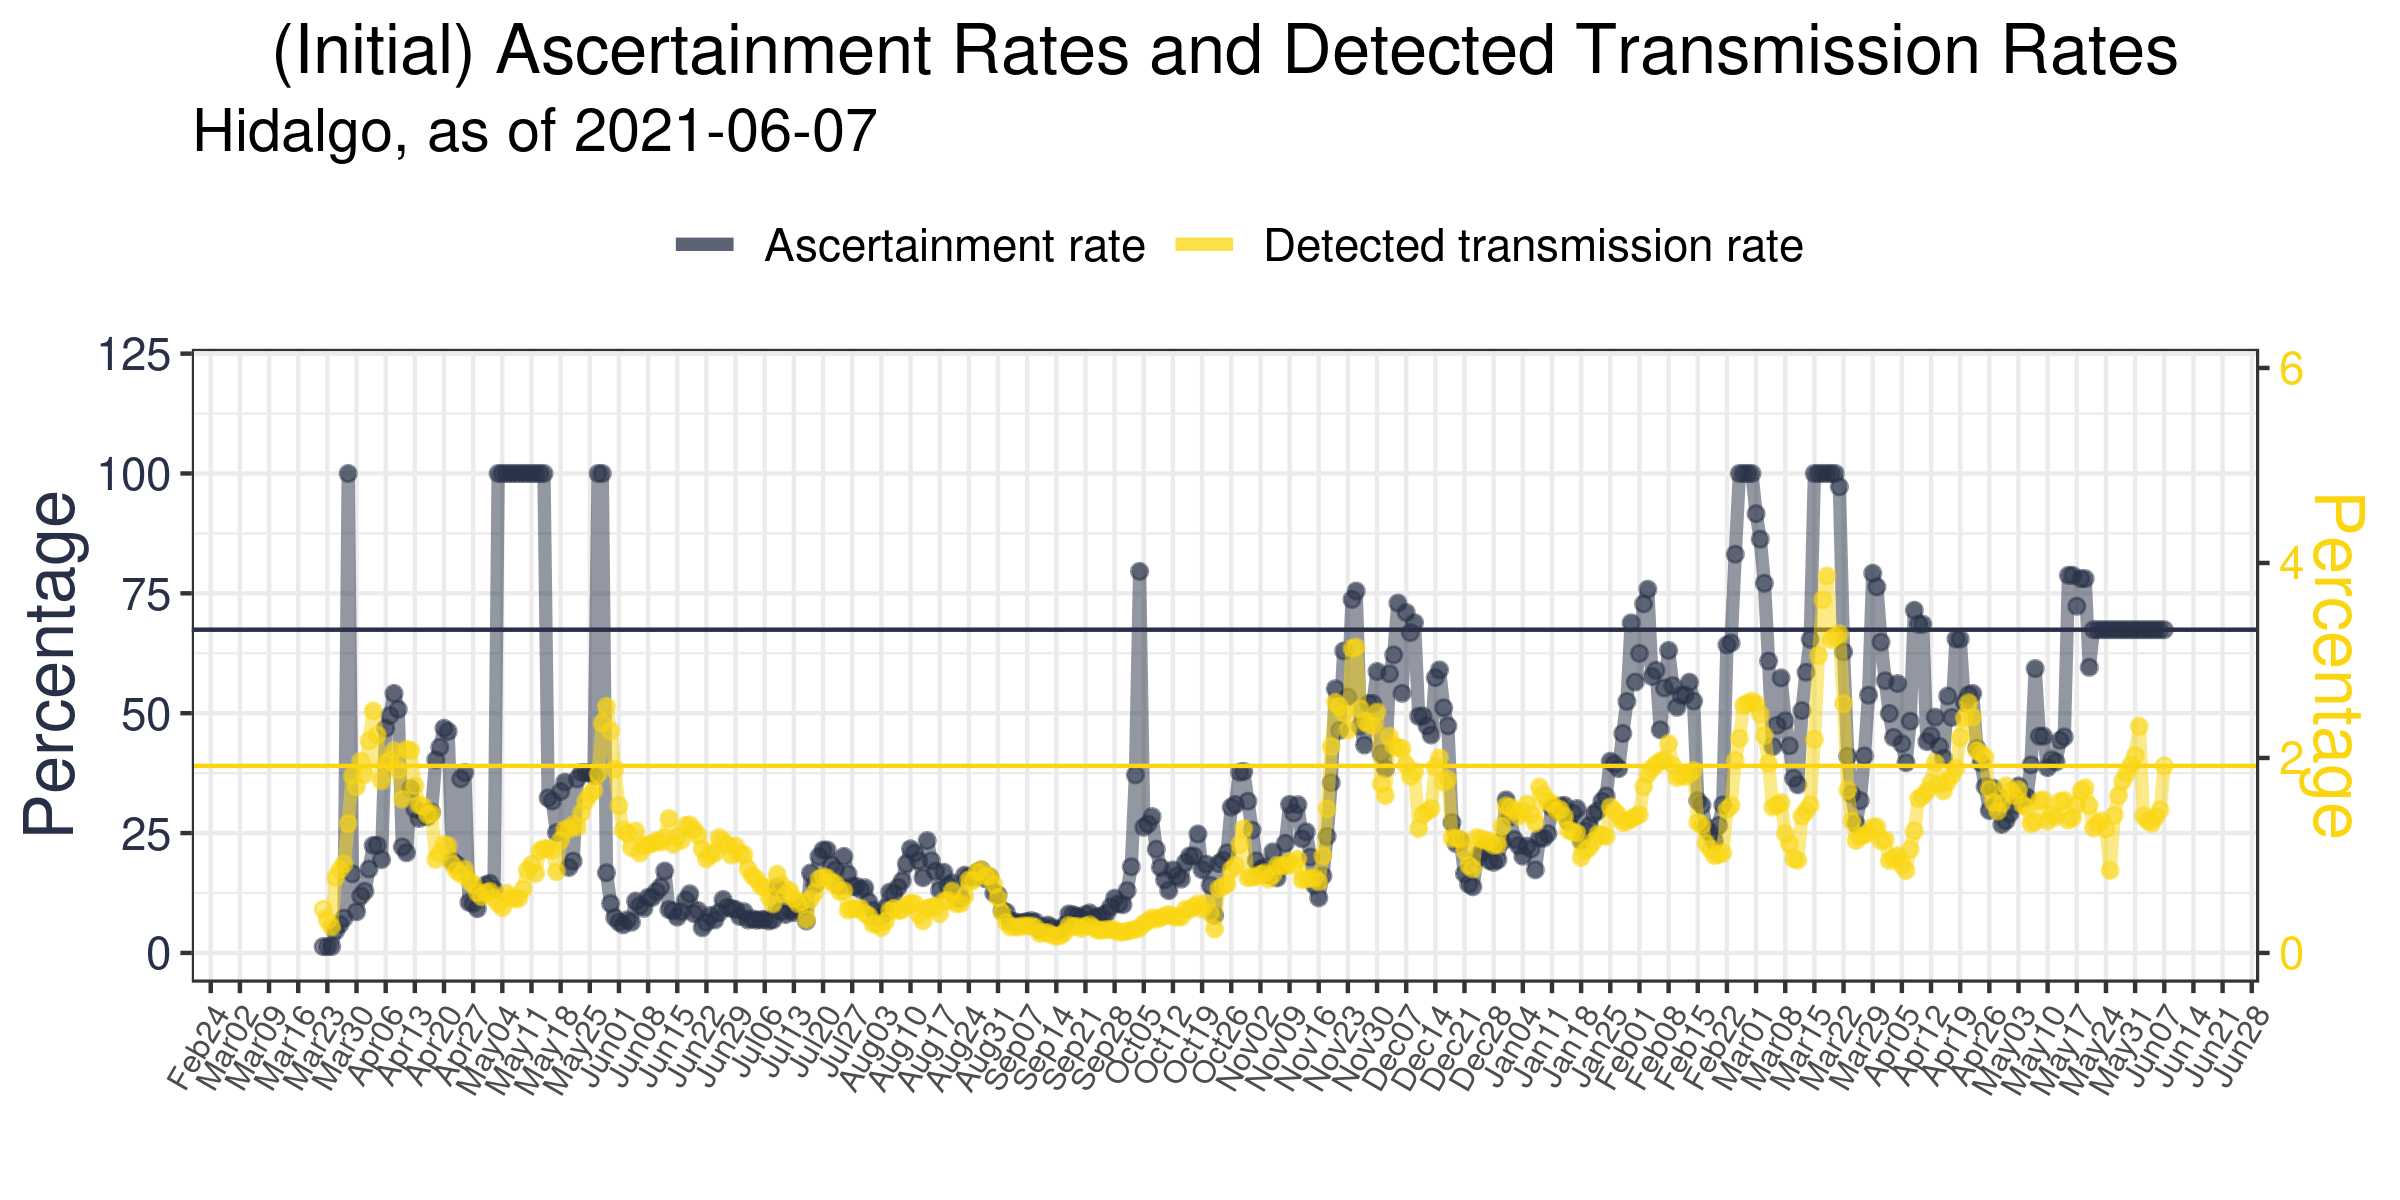 (Initial) Ascertainment Rates and Detected Transmission Rates
Hidalgo, as of 2021-06-07
Ascertainment rate
Detected transmission rate
Percentage
125
100
75
50
25
0
6
4
2
0
Percentage
Feb24
Mar02
Mar09
Mar16
Mar23
Mar30
Apr06
Apr13
Apr20
Apr27
May04
May11
May18
May25
Jun01
Jun08
Jun15
Jun22
Jun29
Jul06
Jul13
Jul20
Jul27
Aug03
Aug10
Aug17
Aug24
Aug31
Sep07
Sep14
Sep21
Sep28
Oct05
Oct12
Oct19
Oct26
Nov02
Nov09
Nov16
Nov23
Nov30
Dec07
Dec14
Dec21
Dec28
Jan04
Jan11
Jan18
Jan25
Feb01
Feb08
Feb15
Feb22
Mar01
Mar08
Mar15
Mar22
Mar29
Apr05
Apr12
Apr19
Apr26
May03
May10
May17
May24
May31
Jun07
Jun14
Jun21
Jun28